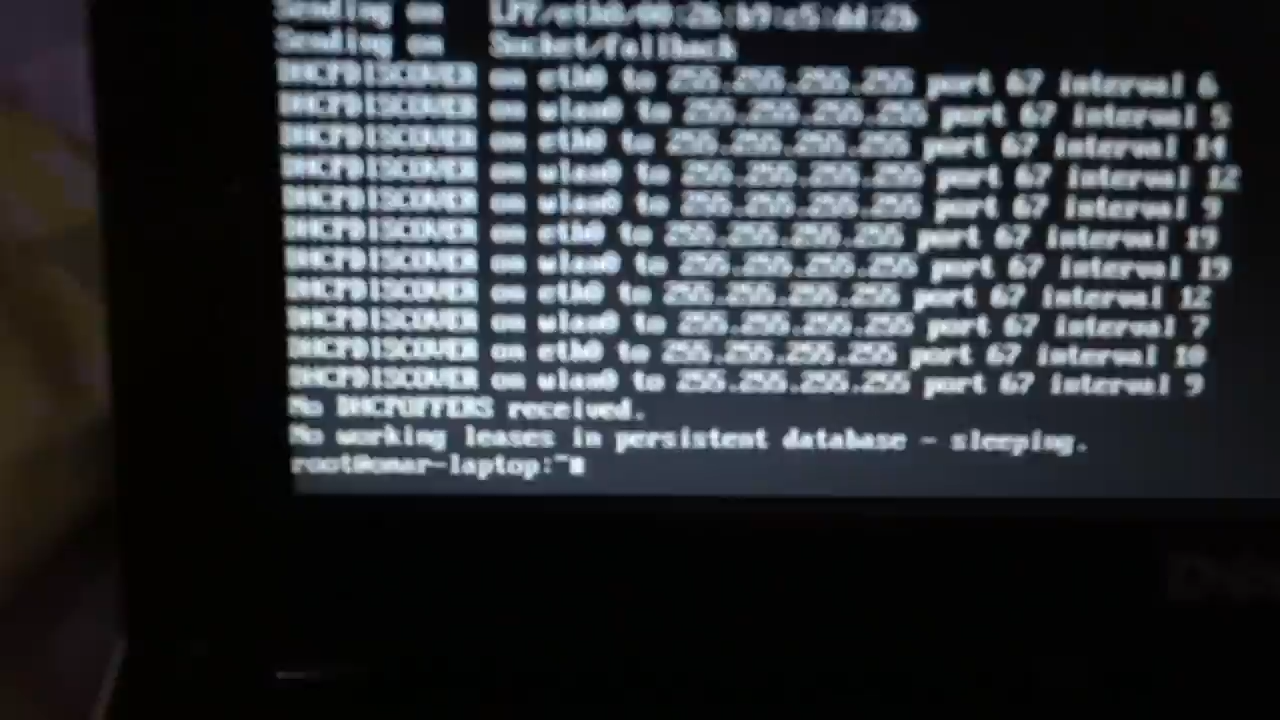 Sending on LPF/eth0/00:26:b9:c5:dd:2b
Sending on Socket/fallback
DHCPDISCOVER on eth0 to 255.255.255.255 port 67 interval 6
DHCPDISCOVER on wlan0 to 255.255.255.255 port 67 interval 5
DHCPDISCOVER on eth0 to 255.255.255.255 port 67 interval 14
DHCPDISCOVER on wlan0 to 255.255.255.255 port 67 interval 12
DHCPDISCOVER on wlan0 to 255.255.255.255 port 67 interval 9
DHCPDISCOVER on eth0 to 255.255.255.255 port 67 interval 19
DHCPDISCOVER on wlan0 to 255.255.255.255 port 67 interval 19
DHCPDISCOVER on eth0 to 255.255.255.255 port 67 interval 12
DHCPDISCOVER on wlan0 to 255.255.255.255 port 67 interval 7
DHCPDISCOVER on eth0 to 255.255.255.255 port 67 interval 10
DHCPDISCOVER on wlan0 to 255.255.255.255 port 67 interval 9
No DHCPOFFERS received.
No working leases in persistent database - sleeping.
root@omar-laptop:~#